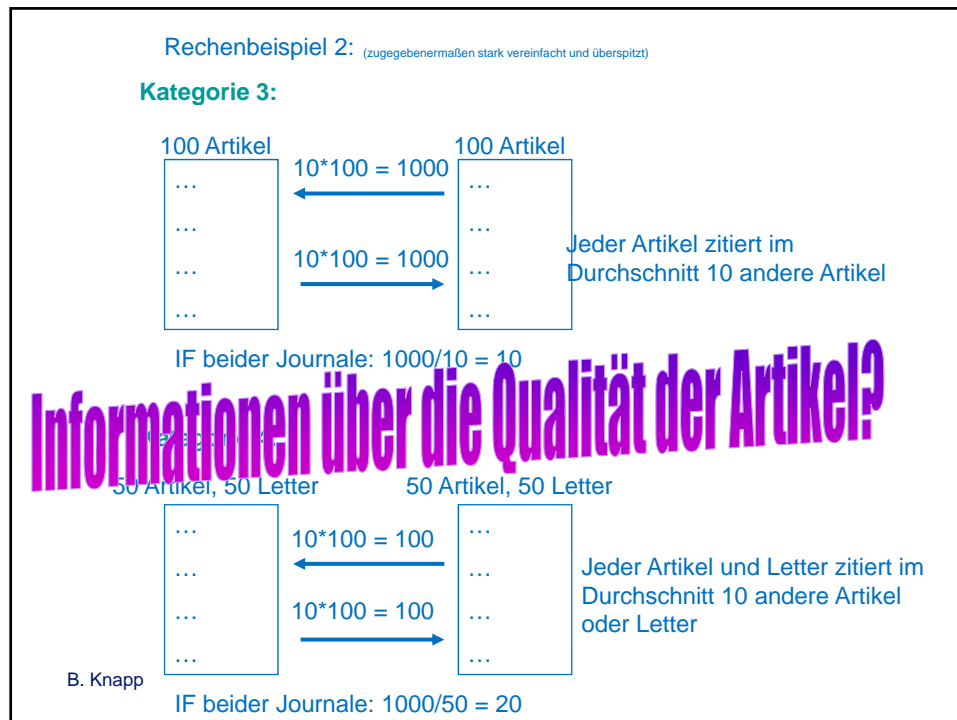 Rechenbeispiel 2: (zugegebenermaßen stark vereinfacht und überspitzt)
Kategorie 3:
100 Artikel
100 Artikel
10*100 = 1000
10*100 = 1000
…
…
…
…
…
…
…
…
Jeder Artikel zitiert im
Durchschnitt 10 andere Artikel
IF beider Journale: 1000/10 = 10
Informationen über die Qualität der Artikel?
50 Artikel, 50 Letter
50 Artikel, 50 Letter
10*100 = 100
10*100 = 100
…
…
…
…
…
…
…
…
Jeder Artikel und Letter zitiert im
Durchschnitt 10 andere Artikel
oder Letter
B. Knapp
IF beider Journale: 1000/50 = 20